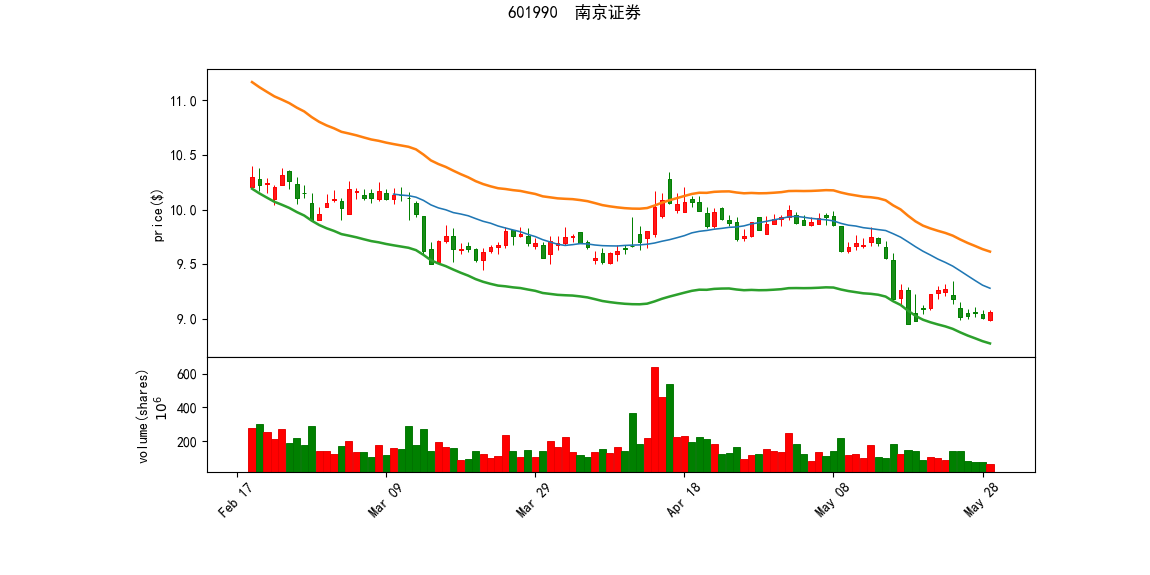 601990 南京证券
price($)
11.0
10.5
10.0
9.5
9.0
volume(shares)
10^6
600
400
200
Feb 17
Mar 09
Mar 29
Apr 18
May 08
May 28